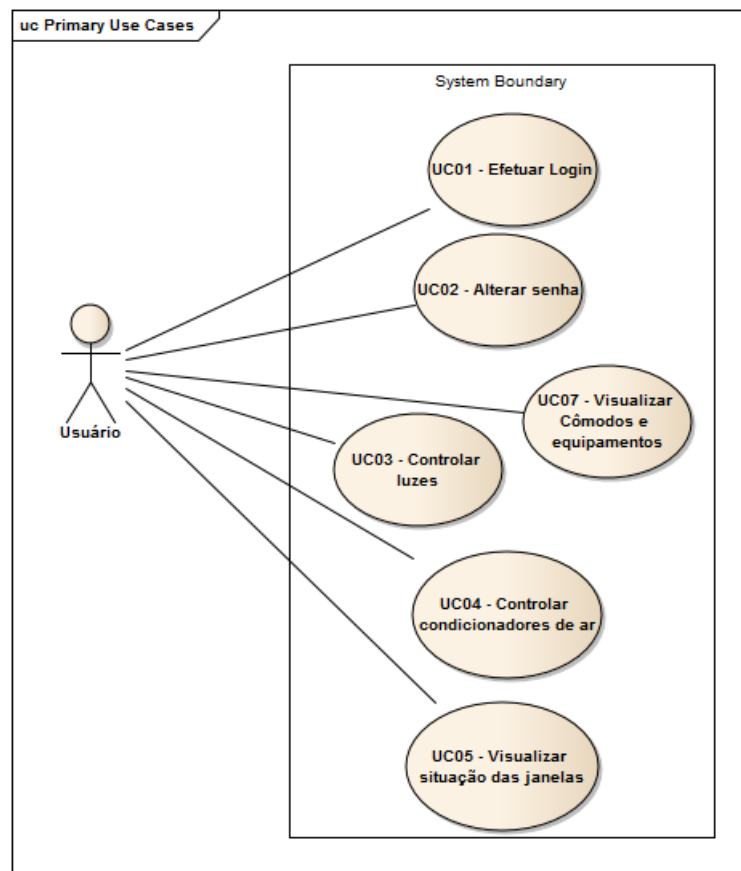 uc Primary Use Cases
System Boundary
UC01 - Efetuar Login
UC02 - Alterar senha
UC07 - Visualizar
Cômodos e
equipamentos
Usuário
UC03 - Controlar
luzes
UC04 - Controlar
condicionadores de ar
UC05 - Visualizar
situação das janelas